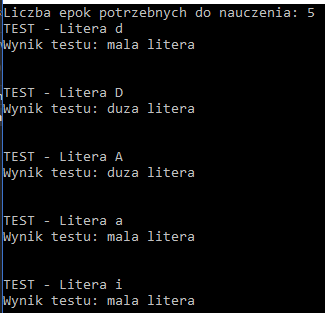 Liczba epok potrzebnych do nauczenia: 5
TEST - Litera d
Wynik testu: mala litera
TEST - Litera D
Wynik testu: duza litera
TEST - Litera A
Wynik testu: duza litera
TEST - Litera a
Wynik testu: mala litera
TEST - Litera i
Wynik testu: mala litera